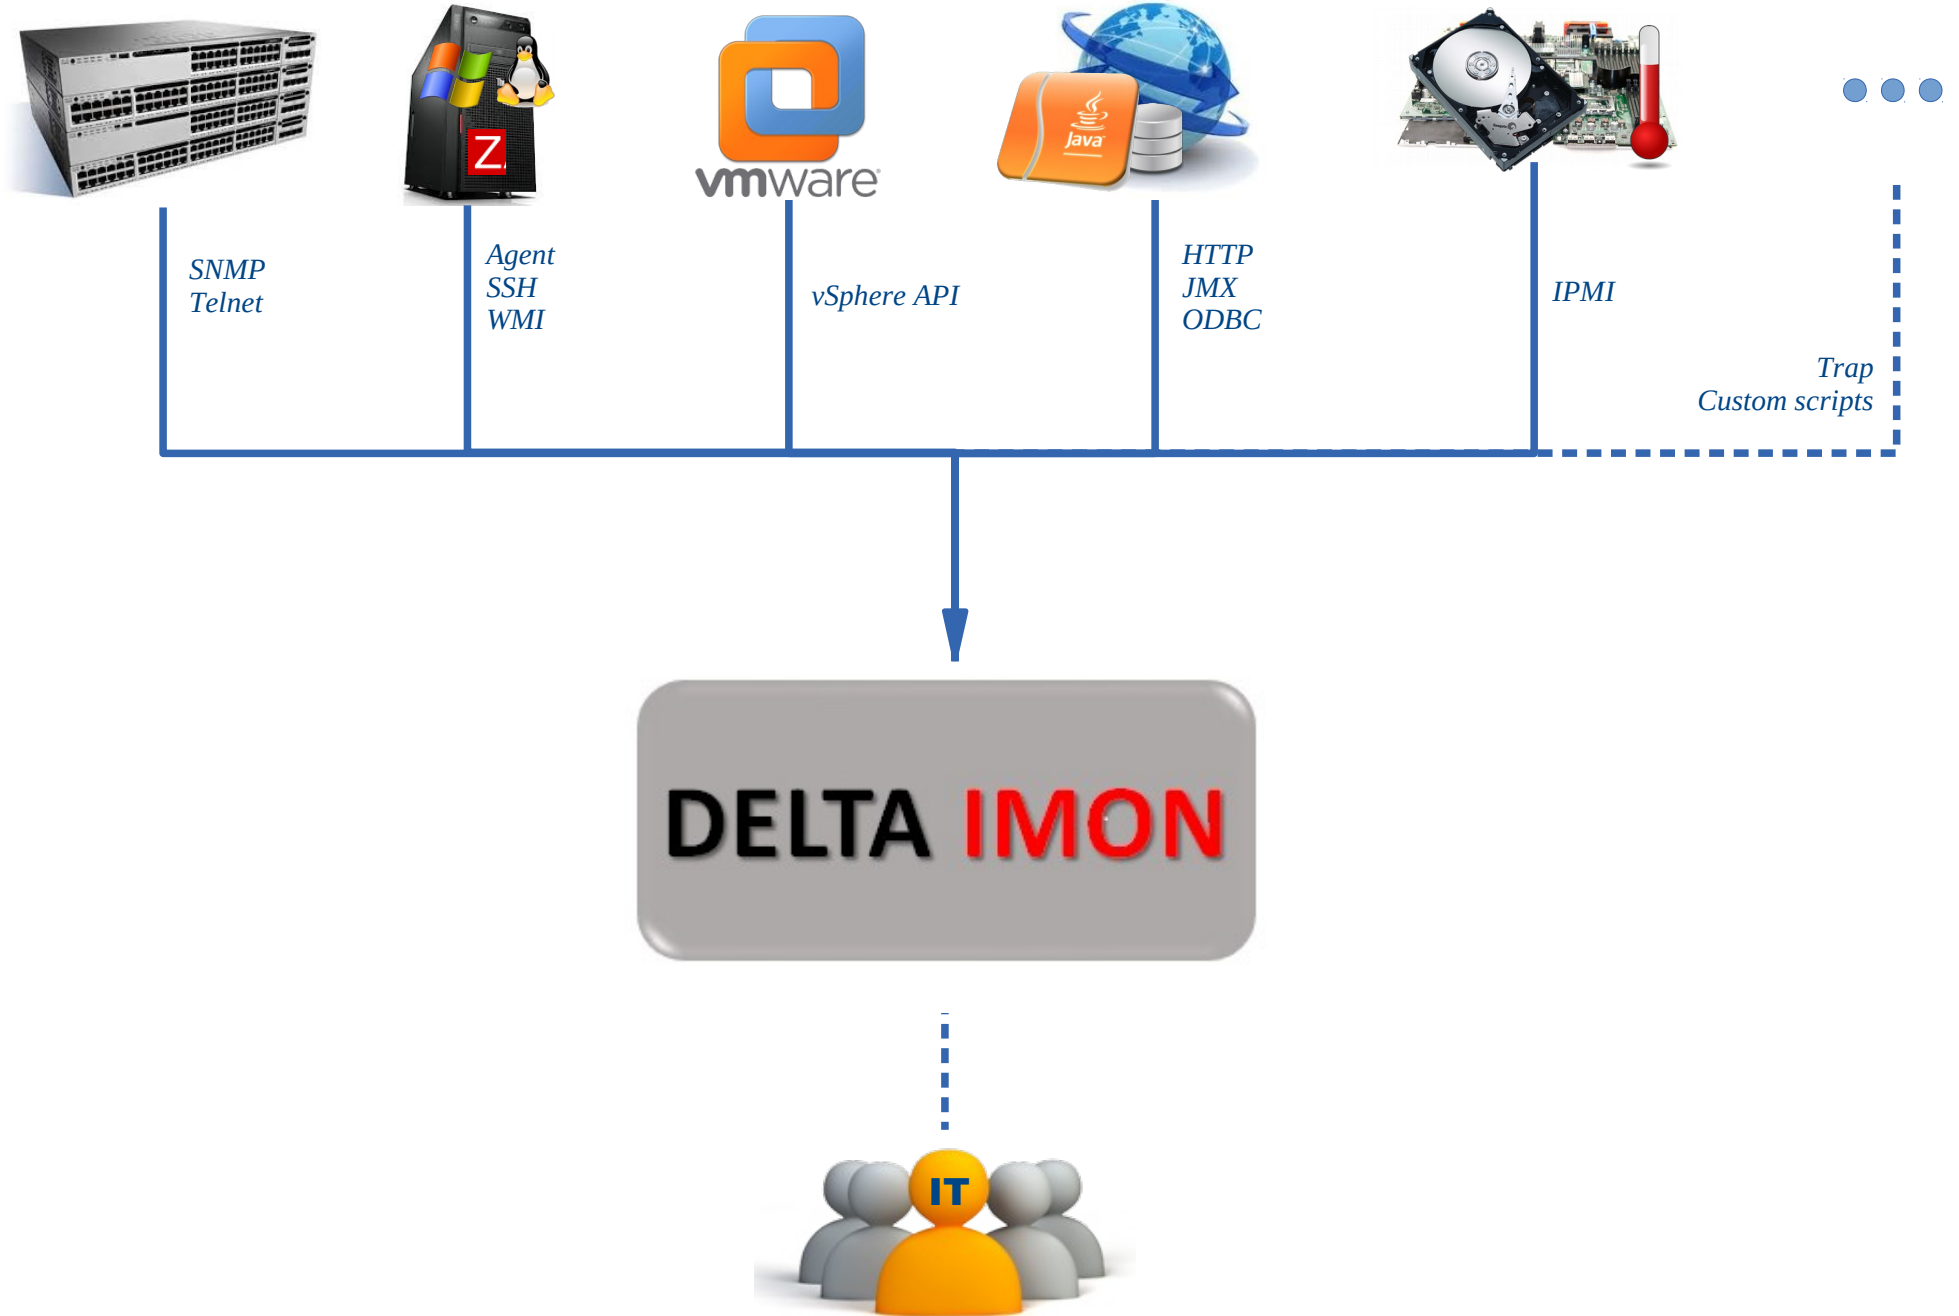 Z
vmware
Java
SNMP
Telnet
Agent
SSH
WMI
vSphere API
HTTP
JMX
ODBC
IPMI
Trap
Custom scripts
DELTA IMON
IT